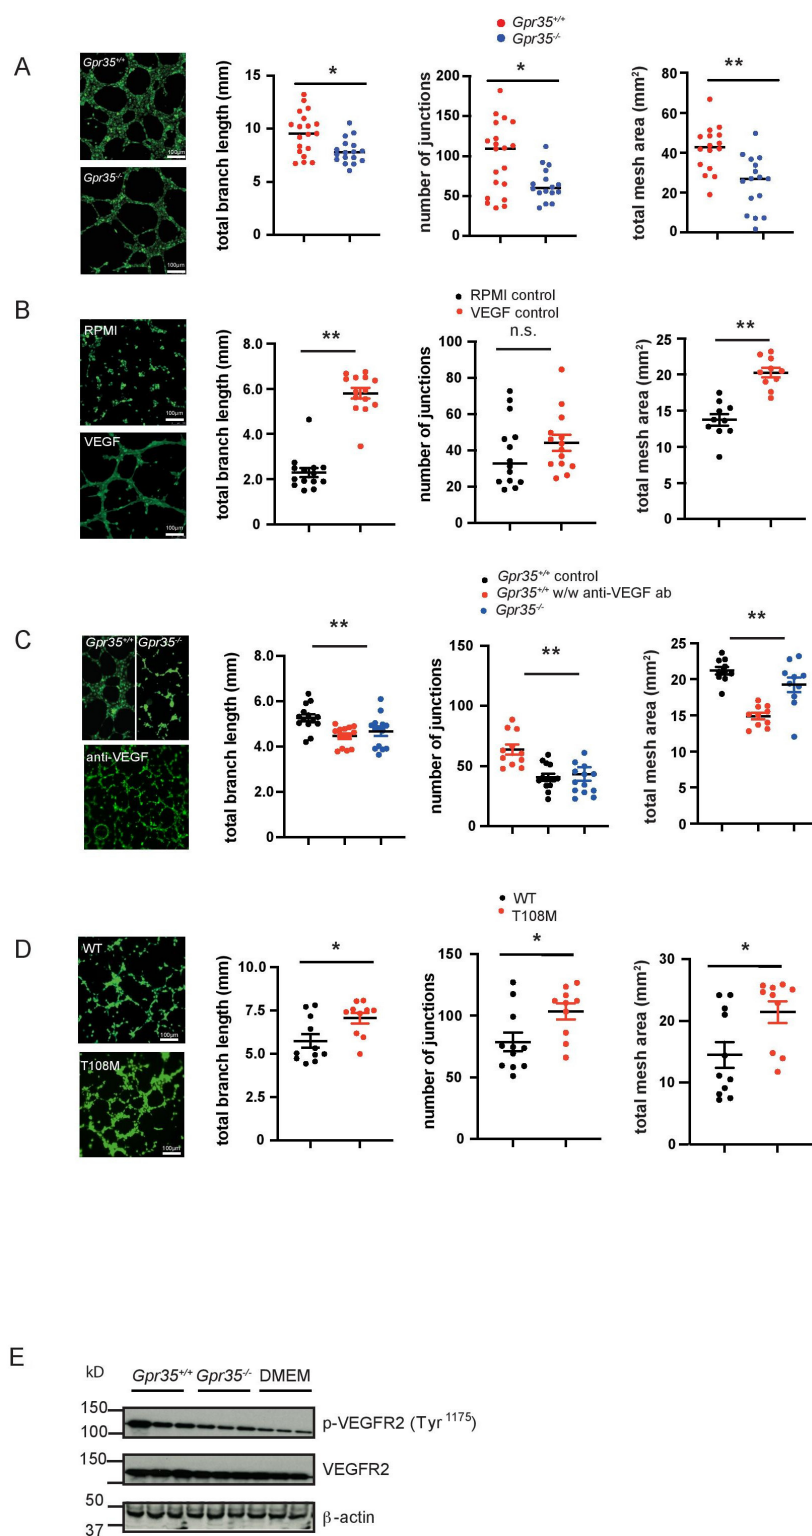 Gpr35+/+
Gpr35-/-
A
Gpr35+/+
100μm
Gpr35-/-
100μm
total branch length (mm)
15
10
5
0
*
number of junctions
200
150
100
50
0
*
total mesh area (mm2)
80
60
40
20
0
**
B
RPMI control
VEGF control
RPMI
100μm
VEGF
100μm
total branch length (mm)
8.0
6.0
4.0
2.0
0
**
number of junctions
100
80
60
40
20
0
n.s.
total mesh area (mm2)
25
20
15
10
5
0
**
Gpr35+/+ control
Gpr35+/+ w/w anti-VEGF ab
Gpr35-/-
C
Gpr35+/+
Gpr35-/-
anti-VEGF
total branch length (mm)
8.0
6.0
4.0
2.0
0
**
number of junctions
150
100
50
0
**
total mesh area (mm2)
25
20
15
10
5
0
**
WT
T108M
D
WT
100μm
T108M
100μm
total branch length (mm)
10.0
7.5
5.0
2.5
0
*
number of junctions
150
100
50
0
*
total mesh area (mm2)
30
20
10
0
*
E
kD
Gpr35+/+ Gpr35-/- DMEM
150
100
p-VEGFR2 (Tyr 1175)
150
VEGFR2
50
37
β-actin